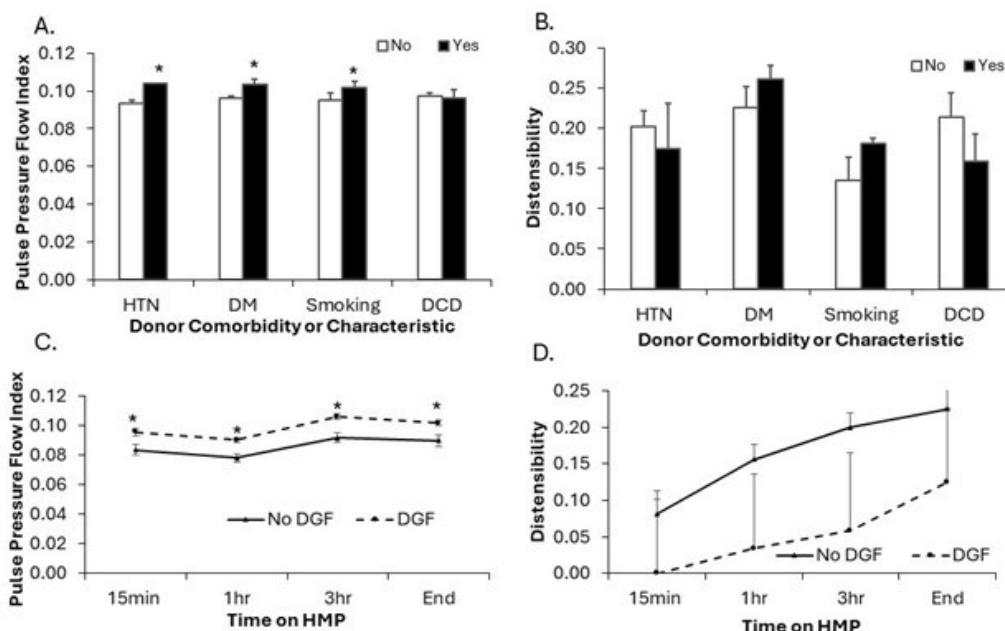 A.
No Yes
Pulse Pressure Flow Index
0.12
0.10
0.08
0.06
0.04
0.02
0.00
* * *
HTN DM Smoking DCD
Donor Comorbidity or Characteristic
B.
No Yes
Distensibility
0.30
0.25
0.20
0.15
0.10
0.05
0.00
HTN DM Smoking DCD
Donor Comorbidity or Characteristic
C.
Pulse Pressure Flow Index
0.12
0.10
0.08
0.06
0.04
0.02
0.00
* * * *
No DGF DGF
15min 1hr 3hr End
Time on HMP
D.
Distensibility
0.25
0.20
0.15
0.10
0.05
0.00
No DGF DGF
15min 1hr 3hr End
Time on HMP